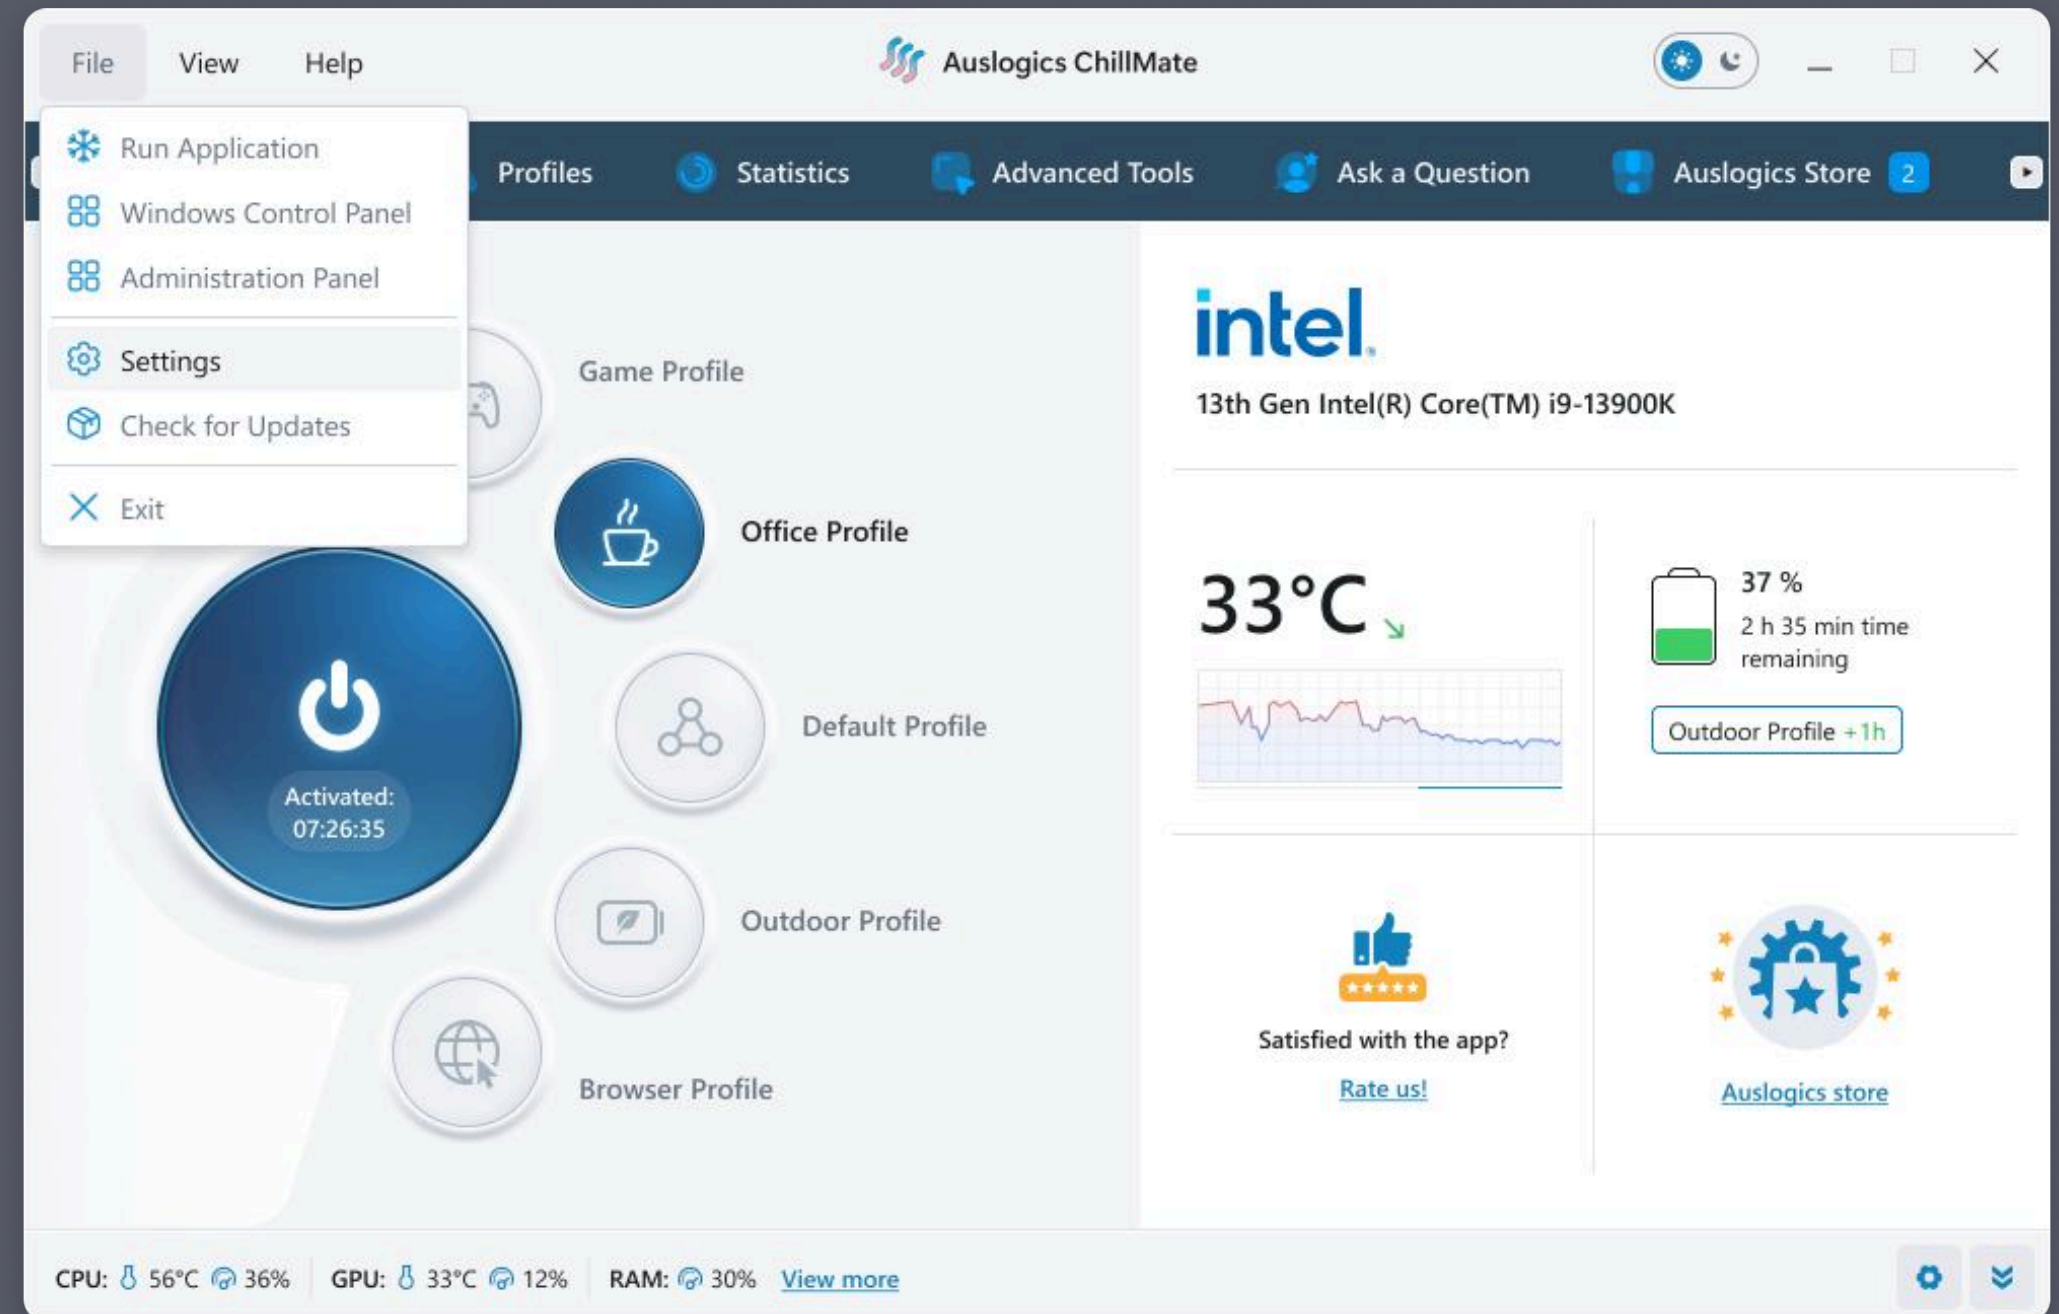 File
View
Help
Auslogics ChillMate
Run Application
Windows Control Panel
Administration Panel
Settings
Check for Updates
Exit
Profiles
Statistics
Advanced Tools
Ask a Question
Auslogics Store 2
Game Profile
Office Profile
Default Profile
Outdoor Profile
Browser Profile
Activated:
07:26:35
intel.
13th Gen Intel(R) Core(TM) i9-13900K
33°C
37 %
2 h 35 min time
remaining
Outdoor Profile +1h
Satisfied with the app?
Rate us!
Auslogics store
CPU: 56°C 36%
GPU: 33°C 12%
RAM: 30%
View more